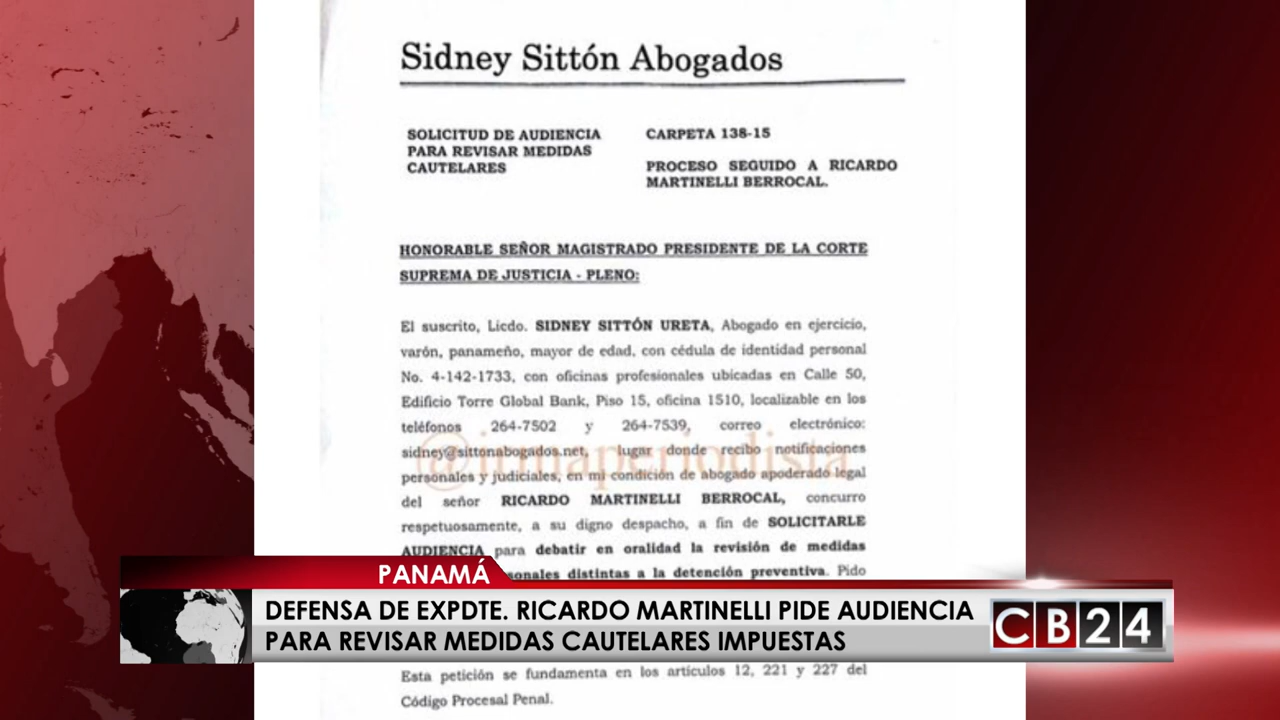 Sidney Sittón Abogados
SOLICITUD DE AUDIENCIA
PARA REVISAR MEDIDAS
CAUTELARES
CARPETA 138-15
PROCESO SEGUIDO A RICARDO
MARTINELLI BERROCAL.
HONORABLE SEÑOR MAGISTRADO PRESIDENTE DE LA CORTE
SUPREMA DE JUSTICIA - PLENO:
El suscrito, Licdo. SIDNEY SITTÓN URETA, Abogado en ejercicio,
varón, panameño, mayor de edad, con cédula de identidad personal
No. 4-142-1733, con oficinas profesionales ubicadas en Calle 50,
Edificio Torre Global Bank, Piso 15, oficina 1510, localizable en los
teléfonos 264-7502 y 264-7539, correo electrónico:
sidney@sittonabogados.net, lugar donde recibo notificaciones
personales y judiciales, en mi condición de abogado apoderado legal
del señor RICARDO MARTINELLI BERROCAL, concurro
respetuosamente, a su digno despacho, a fin de SOLICITARLE
AUDIENCIA para debatir en oralidad la revisión de medidas
distintas a la detención preventiva. Pido
@irmaperiodista
PANAMÁ
DEFENSA DE EXPDTE. RICARDO MARTINELLI PIDE AUDIENCIA
PARA REVISAR MEDIDAS CAUTELARES IMPUESTAS
CB24
Esta petición se fundamenta en los artículos 12, 221 y 227 del
Código Procesal Penal.